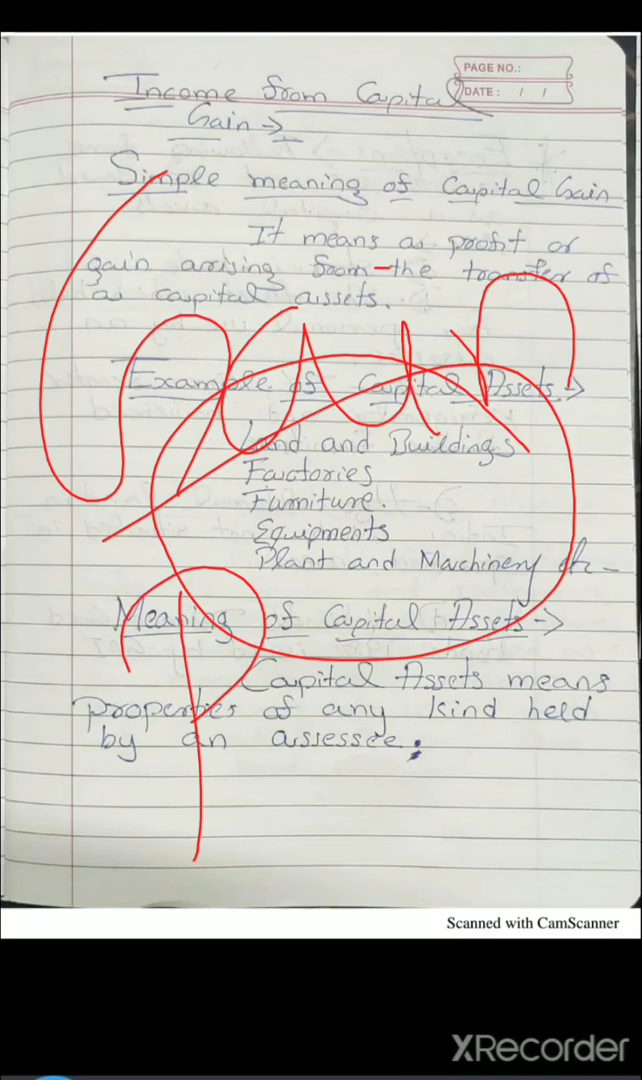 PAGE NO.:
DATE: / /
Income from Capital
Gain →
Simple meaning of Capital Gain
It means a profit or
gain arising from the transfer of
a capital assets.
Example of Capital Assets →
Land and Buildings
Factories
Furniture.
Equipments
Plant and Machinery etc-
Meaning of Capital Assets →
Capital Assets means
properties of any kind held
by an assessee:
Scanned with CamScanner
XRecorder